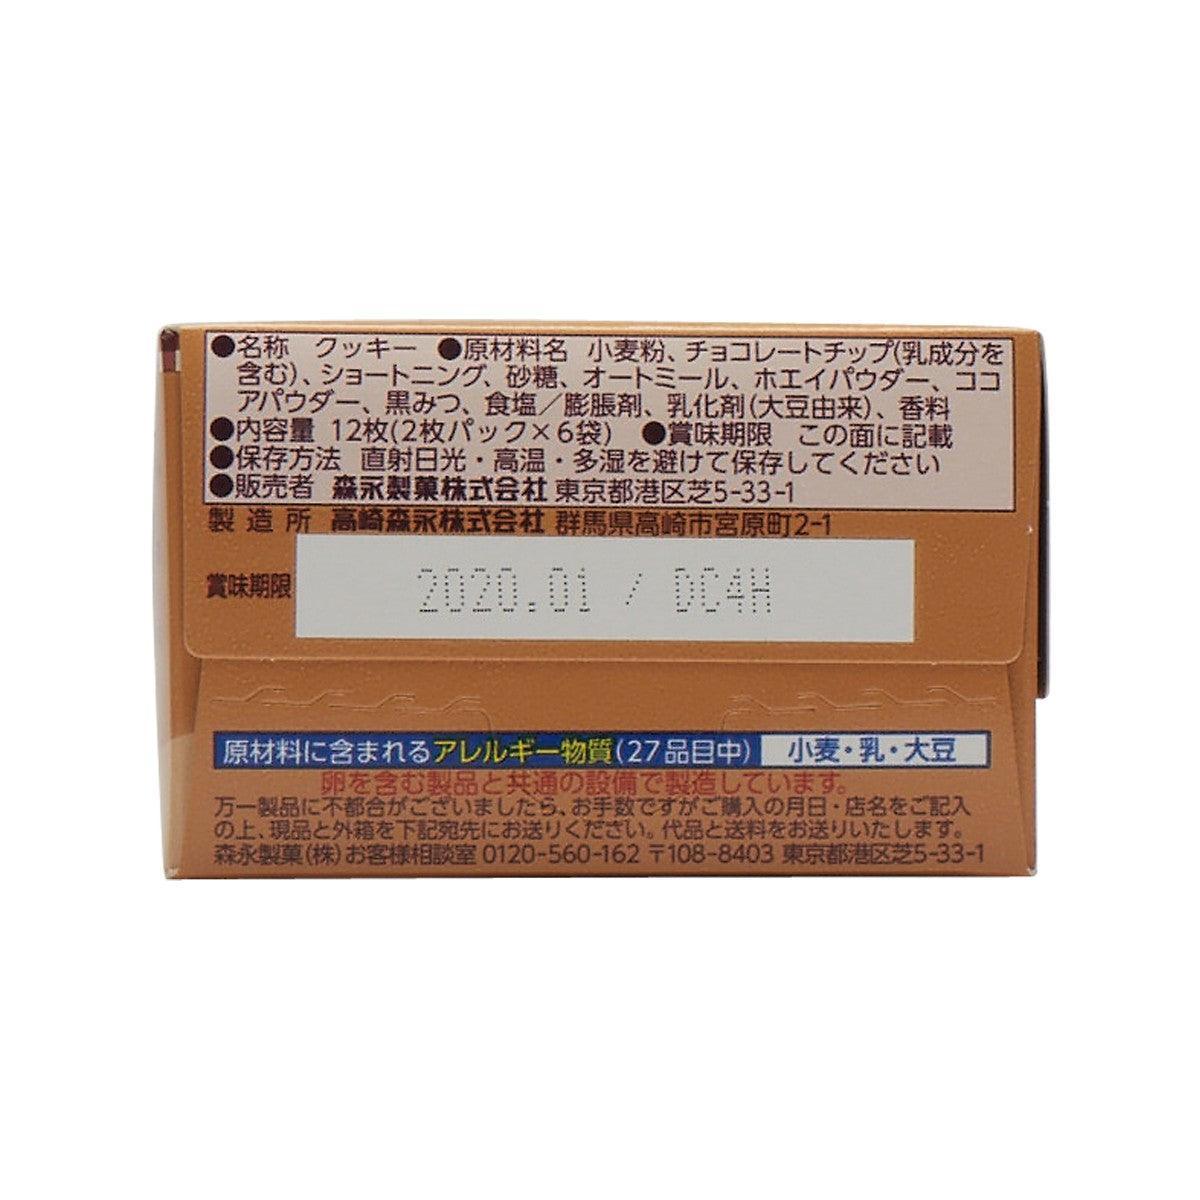 ●名称 クッキー ●原材料名 小麦粉、チョコレートチップ(乳成分を
含む)、ショートニング、砂糖、オートミール、ホエイパウダー、ココ
アパウダー、黒みつ、食塩／膨脹剤、乳化剤(大豆由来)、香料
●内容量 12枚(2枚パック×6袋) ●賞味期限 この面に記載
●保存方法 直射日光・高温・多湿を避けて保存してください
●販売者 森永製菓株式会社 東京都港区芝5-33-1
製造所 高崎森永株式会社 群馬県高崎市宮原町2-1
賞味期限 2020.01 / DC4H
原材料に含まれるアレルギー物質(27品目中) 小麦・乳・大豆
卵を含む製品と共通の設備で製造しています。
万一製品に不都合がございましたら、お手数ですがご購入の月日・店名をご記入
の上、現品と外箱を下記宛先にお送りください。代品と送料をお送りいたします。
森永製菓(株)お客様相談室 0120-560-162 〒108-8403 東京都港区芝5-33-1